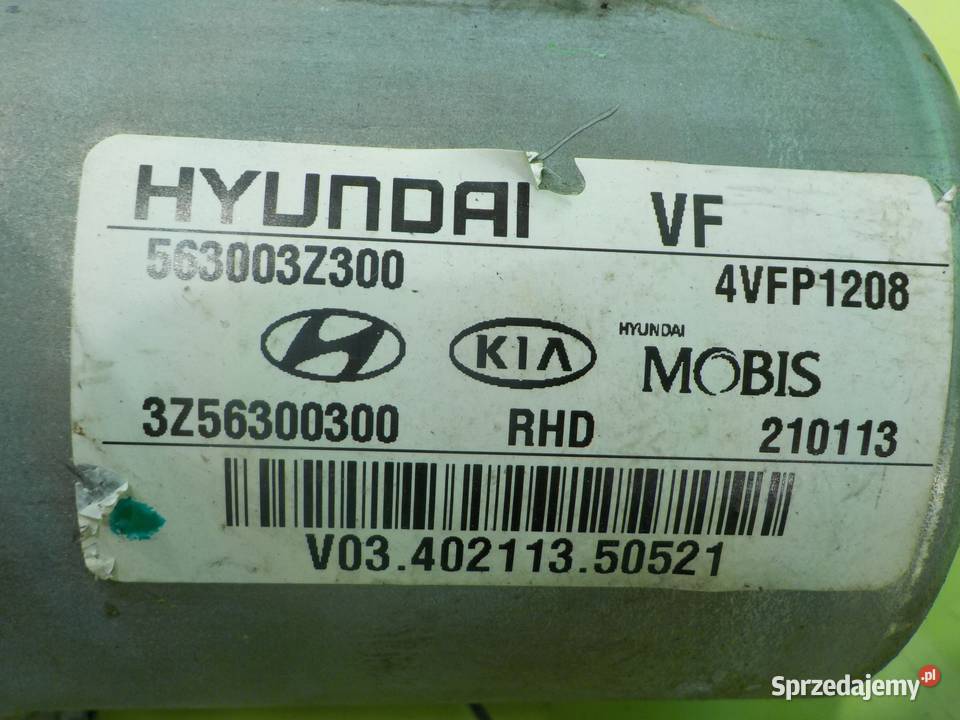 HYUNDAI VF
563003Z300 4VFP1208
KIA HYUNDAI MOBIS
3Z56300300 RHD 210113
V03.402113.50521
Sprzedajemy.pl